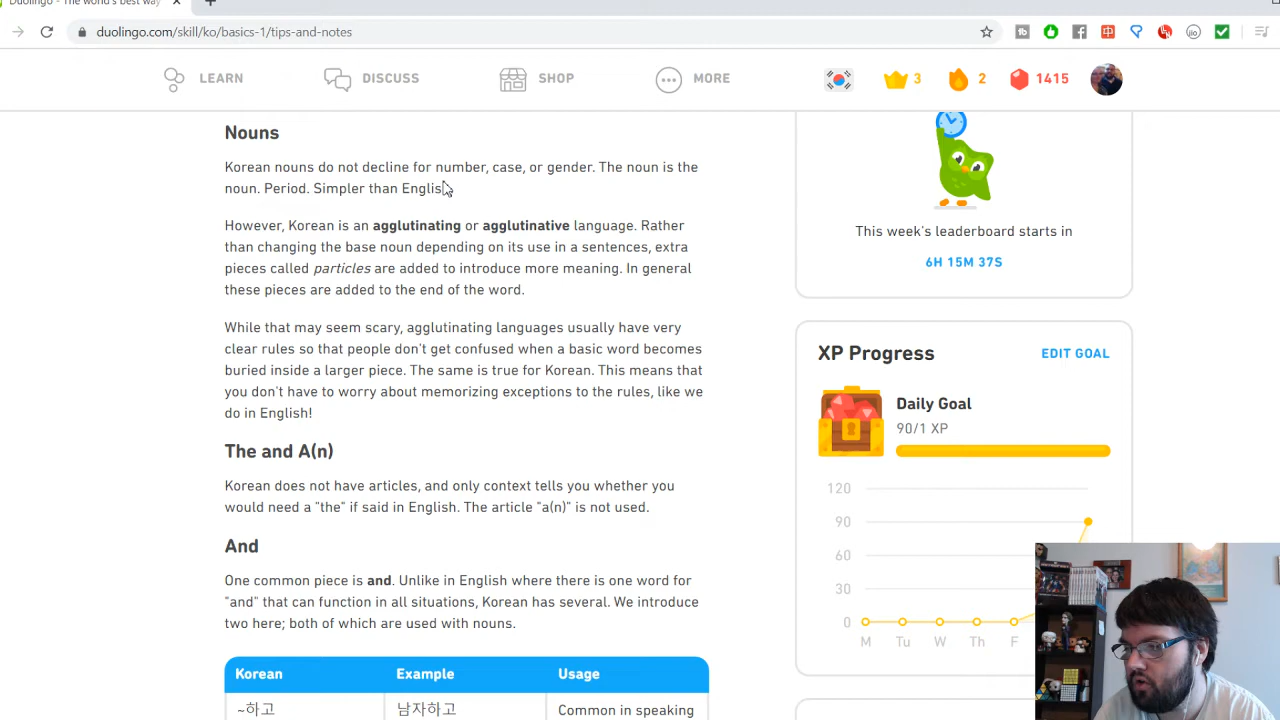 Duolingo - The world's best way
duolingo.com/skill/ko/basics-1/tips-and-notes
LEARN
DISCUSS
SHOP
MORE
3
2
1415
Nouns
Korean nouns do not decline for number, case, or gender. The noun is the
noun. Period. Simpler than Englis
However, Korean is an agglutinating or agglutinative language. Rather
than changing the base noun depending on its use in a sentences, extra
pieces called particles are added to introduce more meaning. In general
these pieces are added to the end of the word.
While that may seem scary, agglutinating languages usually have very
clear rules so that people don't get confused when a basic word becomes
buried inside a larger piece. The same is true for Korean. This means that
you don't have to worry about memorizing exceptions to the rules, like we
do in English!
The and A(n)
Korean does not have articles, and only context tells you whether you
would need a "the" if said in English. The article "a(n)" is not used.
And
One common piece is and. Unlike in English where there is one word for
"and" that can function in all situations, Korean has several. We introduce
two here; both of which are used with nouns.
Korean Example Usage
~하고 남자하고 Common in speaking
This week's leaderboard starts in
6H 15M 37S
XP Progress
EDIT GOAL
Daily Goal
90/1 XP
120
90
60
30
0
M Tu W Th F